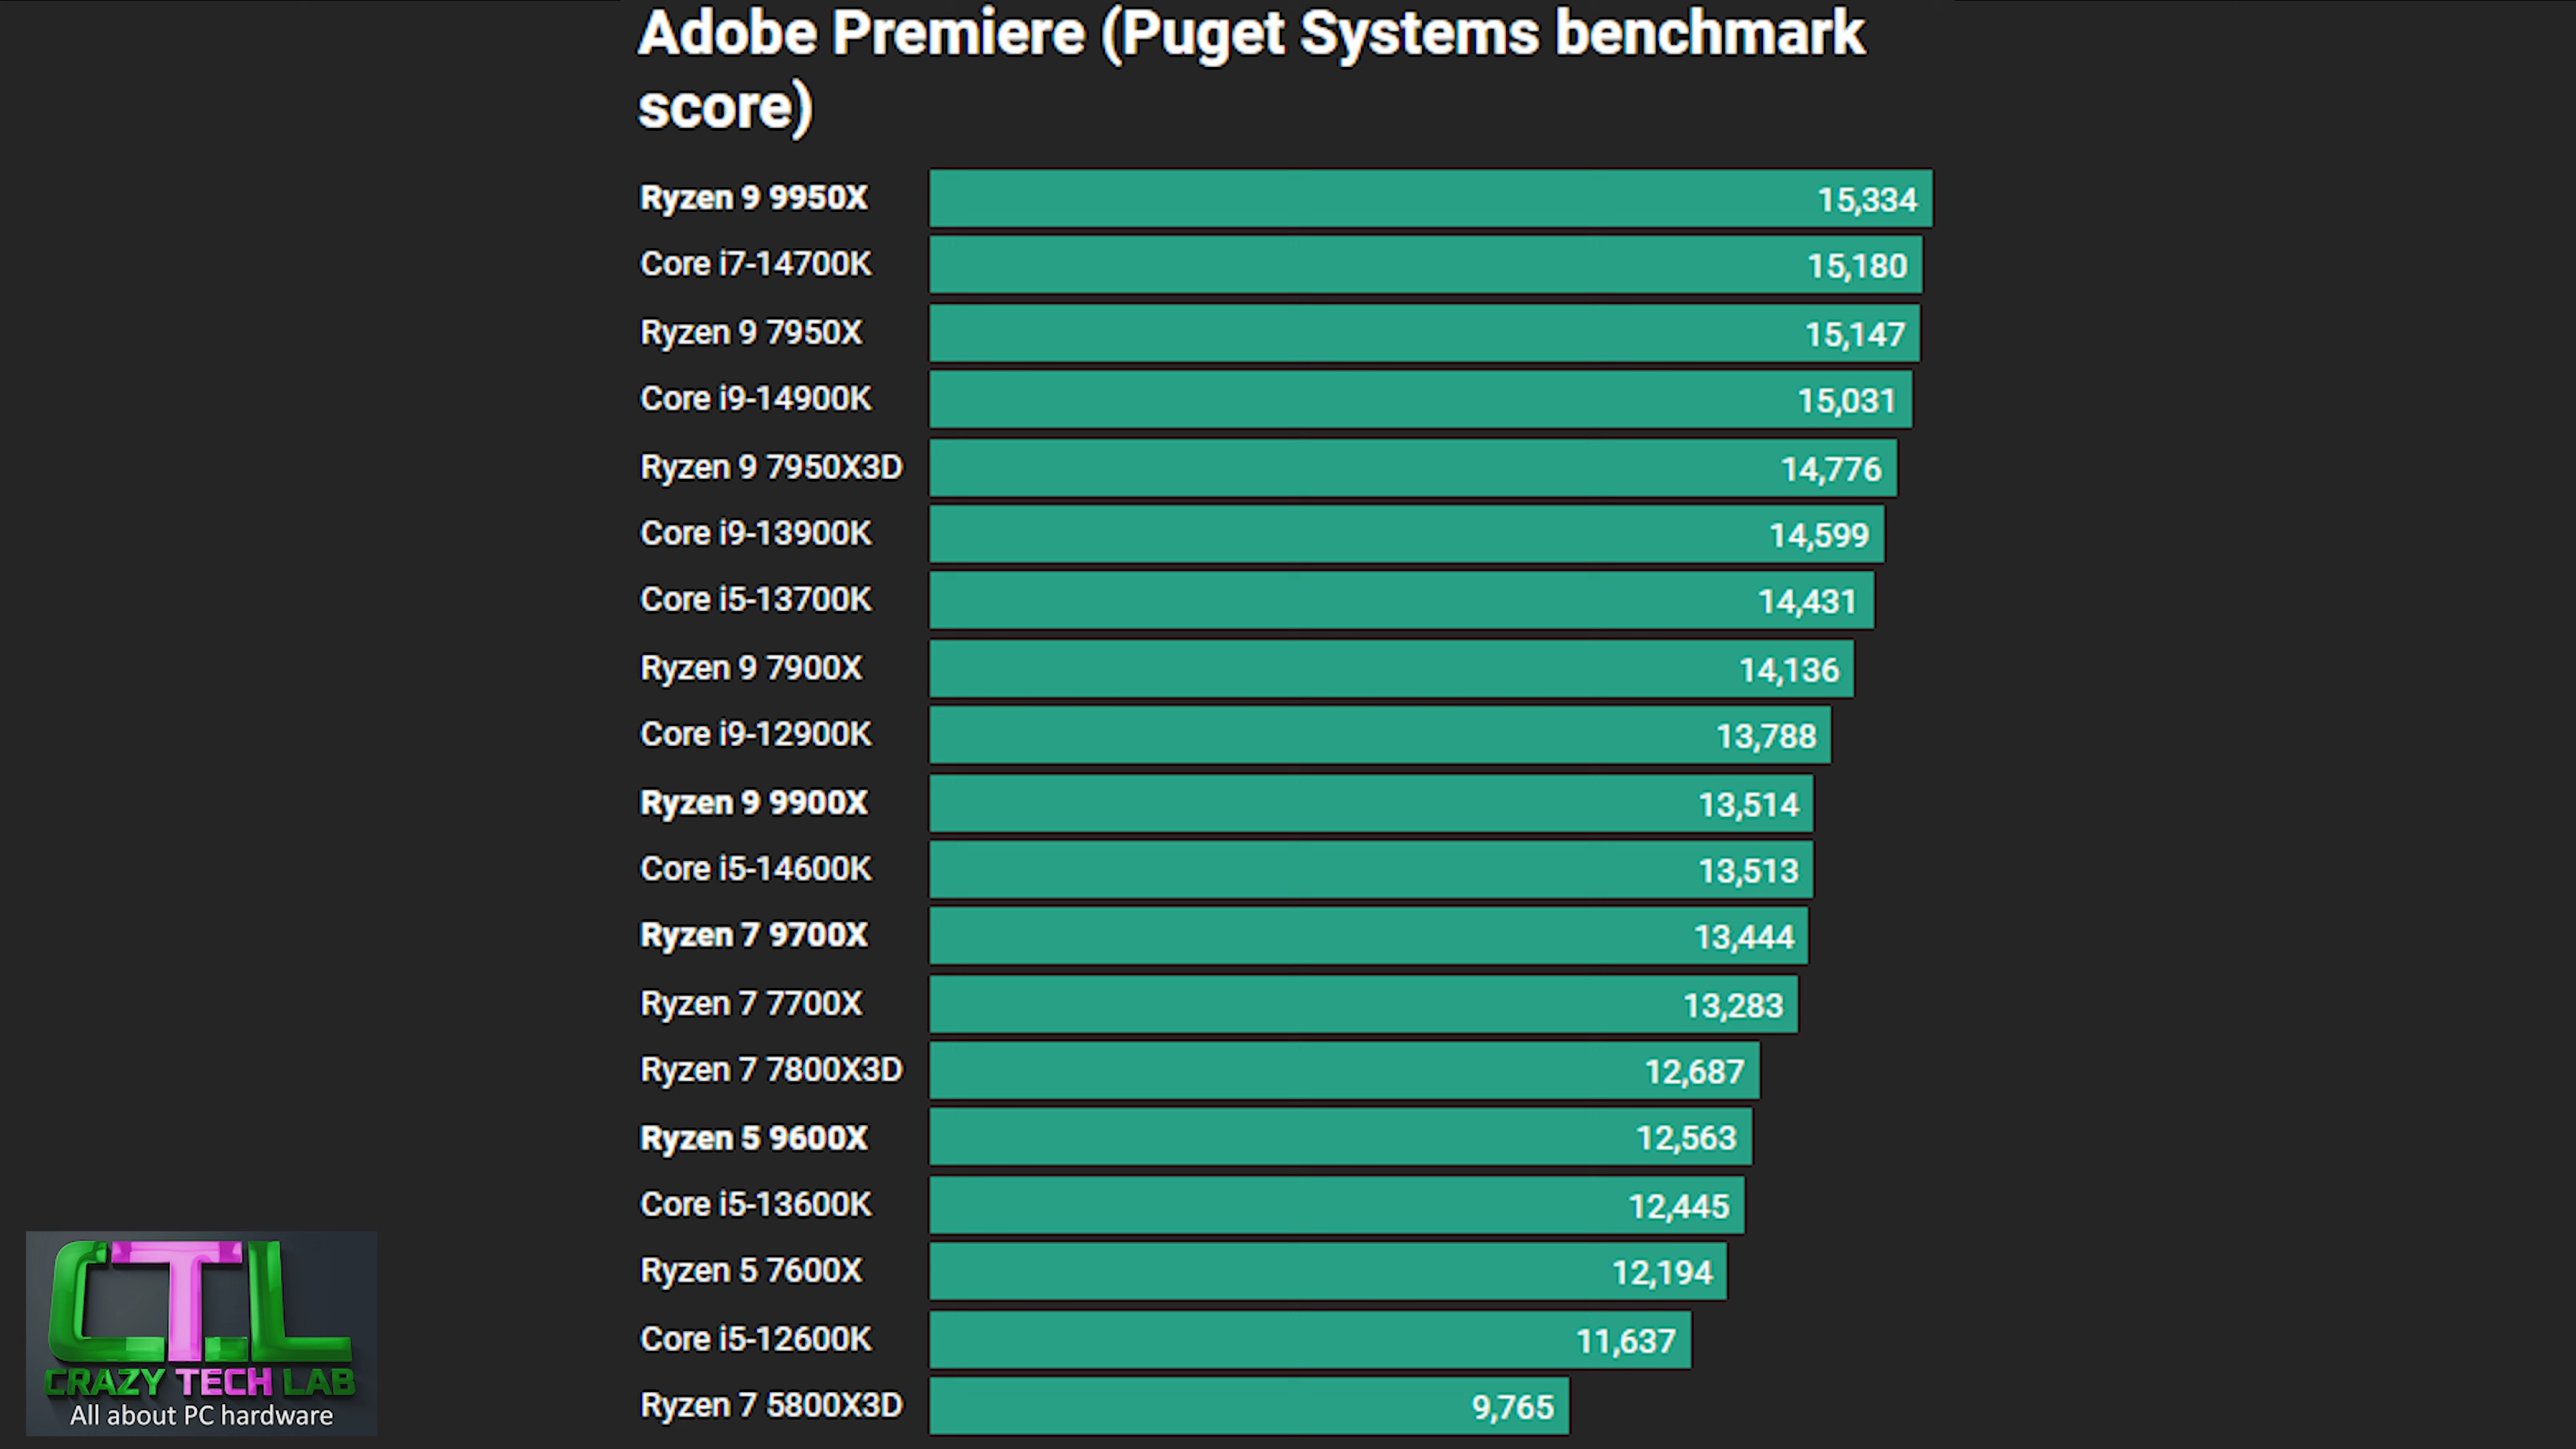 Adobe Premiere (Puget Systems benchmark
score)
Ryzen 9 9950X 15,334
Core i7-14700K 15,180
Ryzen 9 7950X 15,147
Core i9-14900K 15,031
Ryzen 9 7950X3D 14,776
Core i9-13900K 14,599
Core i5-13700K 14,431
Ryzen 9 7900X 14,136
Core i9-12900K 13,788
Ryzen 9 9900X 13,514
Core i5-14600K 13,513
Ryzen 7 9700X 13,444
Ryzen 7 7700X 13,283
Ryzen 7 7800X3D 12,687
Ryzen 5 9600X 12,563
Core i5-13600K 12,445
Ryzen 5 7600X 12,194
Core i5-12600K 11,637
Ryzen 7 5800X3D 9,765
CTL
CRAZY TECH LAB
All about PC hardware